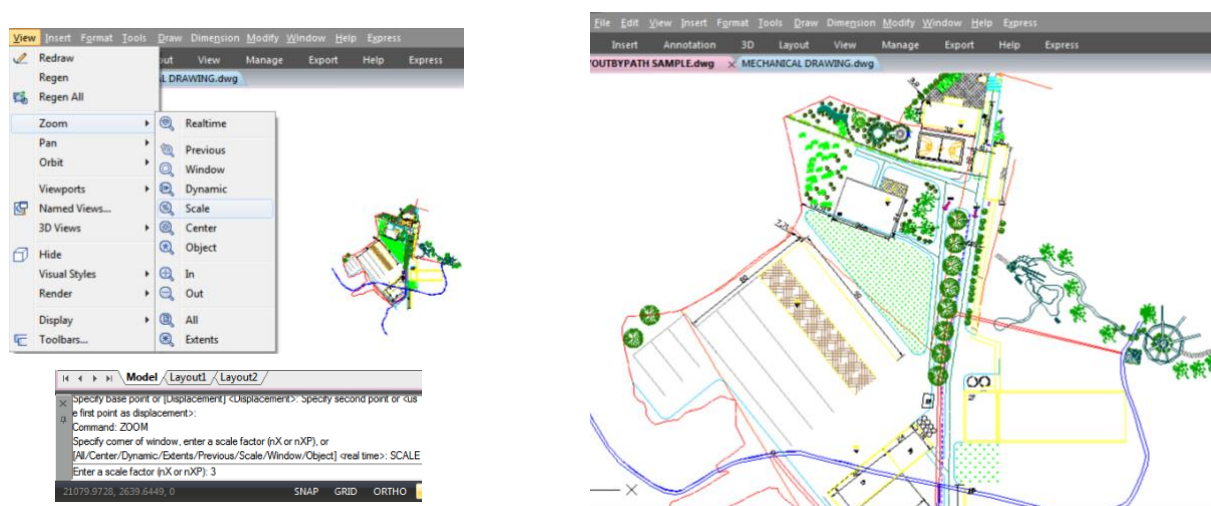 View Insert Format Tools Draw Dimension Modify Window Help Express
out View Manage Export Help Express
L DRAWING.dwg
Redraw
Regen
Regen All
Zoom
Pan
Orbit
Viewports
Named Views...
3D Views
Hide
Visual Styles
Render
Display
Toolbars...
Realtime
Previous
Window
Dynamic
Scale
Center
Object
In
Out
All
Extents
Model Layout1 Layout2
Specify base point or [Displacement] <Displacement>: Specify second point or <us
e first point as displacement>:
Command: ZOOM
Specify corner of window, enter a scale factor (nX or nXP), or
[All/Center/Dynamic/Extents/Previous/Scale/Window/Object] <real time>: SCALE
Enter a scale factor (nX or nXP): 3
21079.9728, 2639.6449, 0 SNAP GRID ORTHO
File Edit View Insert Format Tools Draw Dimension Modify Window Help Express
Insert Annotation 3D Layout View Manage Export Help Express
YOUTBYPATH SAMPLE.dwg MECHANICAL DRAWING.dwg
X